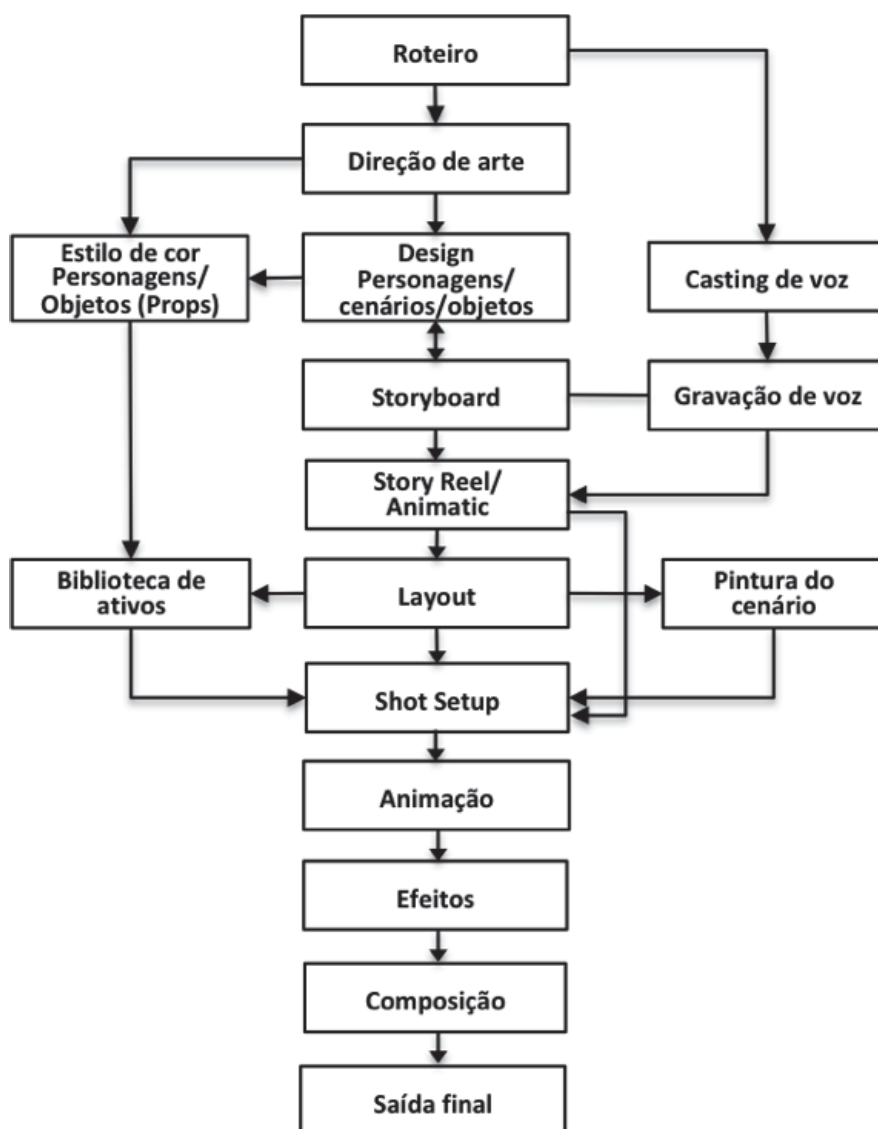 Roteiro
Direção de arte
Estilo de cor
Personagens/
Objetos (Props)
Design
Personagens/
cenários/objetos
Casting de voz
Storyboard
Gravação de voz
Story Reel/
Animatic
Biblioteca de
ativos
Layout
Pintura do
cenário
Shot Setup
Animação
Efeitos
Composição
Saída final